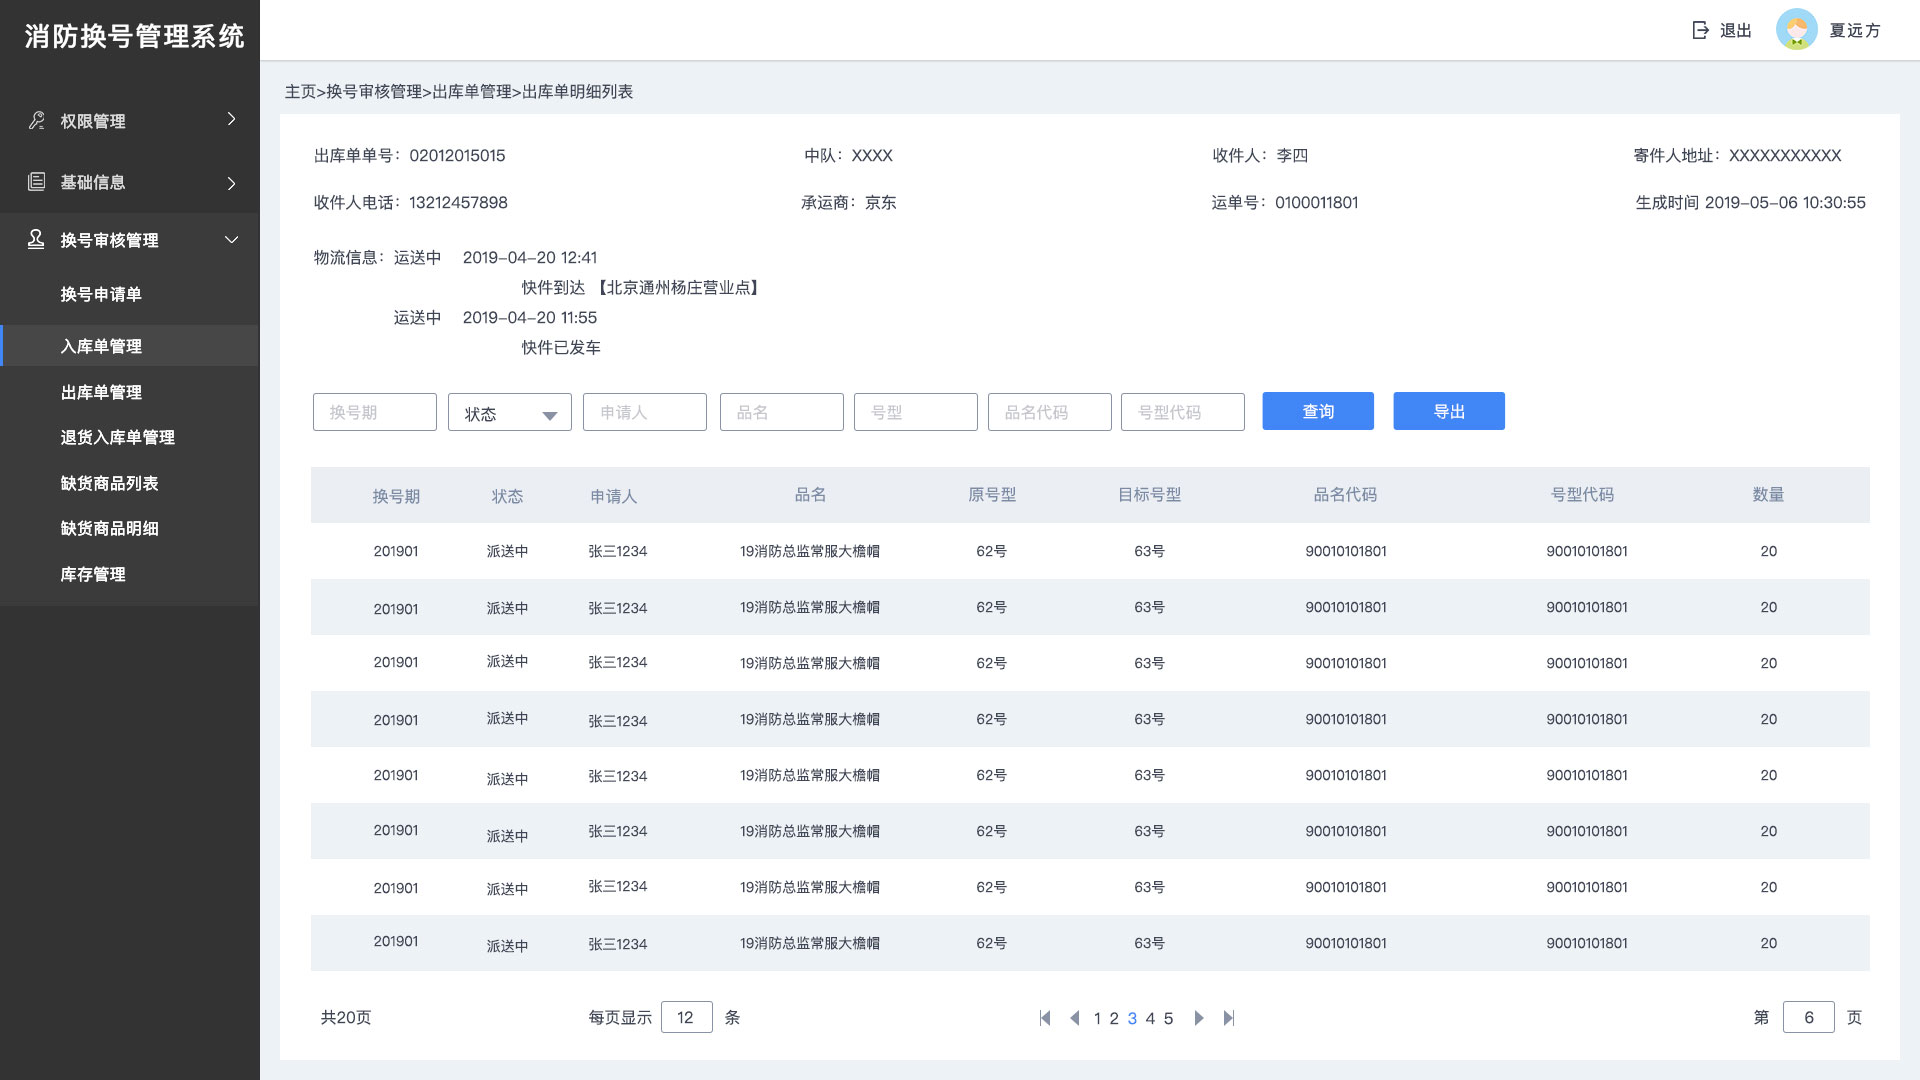 消防换号管理系统
退出 夏远方
权限管理
基础信息
换号审核管理
换号申请单
入库单管理
出库单管理
退货入库单管理
缺货商品列表
缺货商品明细
库存管理
主页>换号审核管理>出库单管理>出库单明细列表
出库单单号：02012015015 中队：XXXX 收件人：李四 寄件人地址：XXXXXXXXXXX
收件人电话：13212457898 承运商：京东 运单号：0100011801 生成时间 2019-05-06 10:30:55
物流信息：运送中 2019-04-20 12:41
快件到达 【北京通州杨庄营业点】
运送中 2019-04-20 11:55
快件已发车
换号期 状态 申请人 品名 号型 品名代码 号型代码 查询 导出
换号期 状态 申请人 品名 原号型 目标号型 品名代码 号型代码 数量
201901 派送中 张三1234 19消防总监常服大檐帽 62号 63号 90010101801 90010101801 20
201901 派送中 张三1234 19消防总监常服大檐帽 62号 63号 90010101801 90010101801 20
201901 派送中 张三1234 19消防总监常服大檐帽 62号 63号 90010101801 90010101801 20
201901 派送中 张三1234 19消防总监常服大檐帽 62号 63号 90010101801 90010101801 20
201901 派送中 张三1234 19消防总监常服大檐帽 62号 63号 90010101801 90010101801 20
201901 派送中 张三1234 19消防总监常服大檐帽 62号 63号 90010101801 90010101801 20
201901 派送中 张三1234 19消防总监常服大檐帽 62号 63号 90010101801 90010101801 20
201901 派送中 张三1234 19消防总监常服大檐帽 62号 63号 90010101801 90010101801 20
共20页 每页显示 12 条 1 2 3 4 5 第 6 页